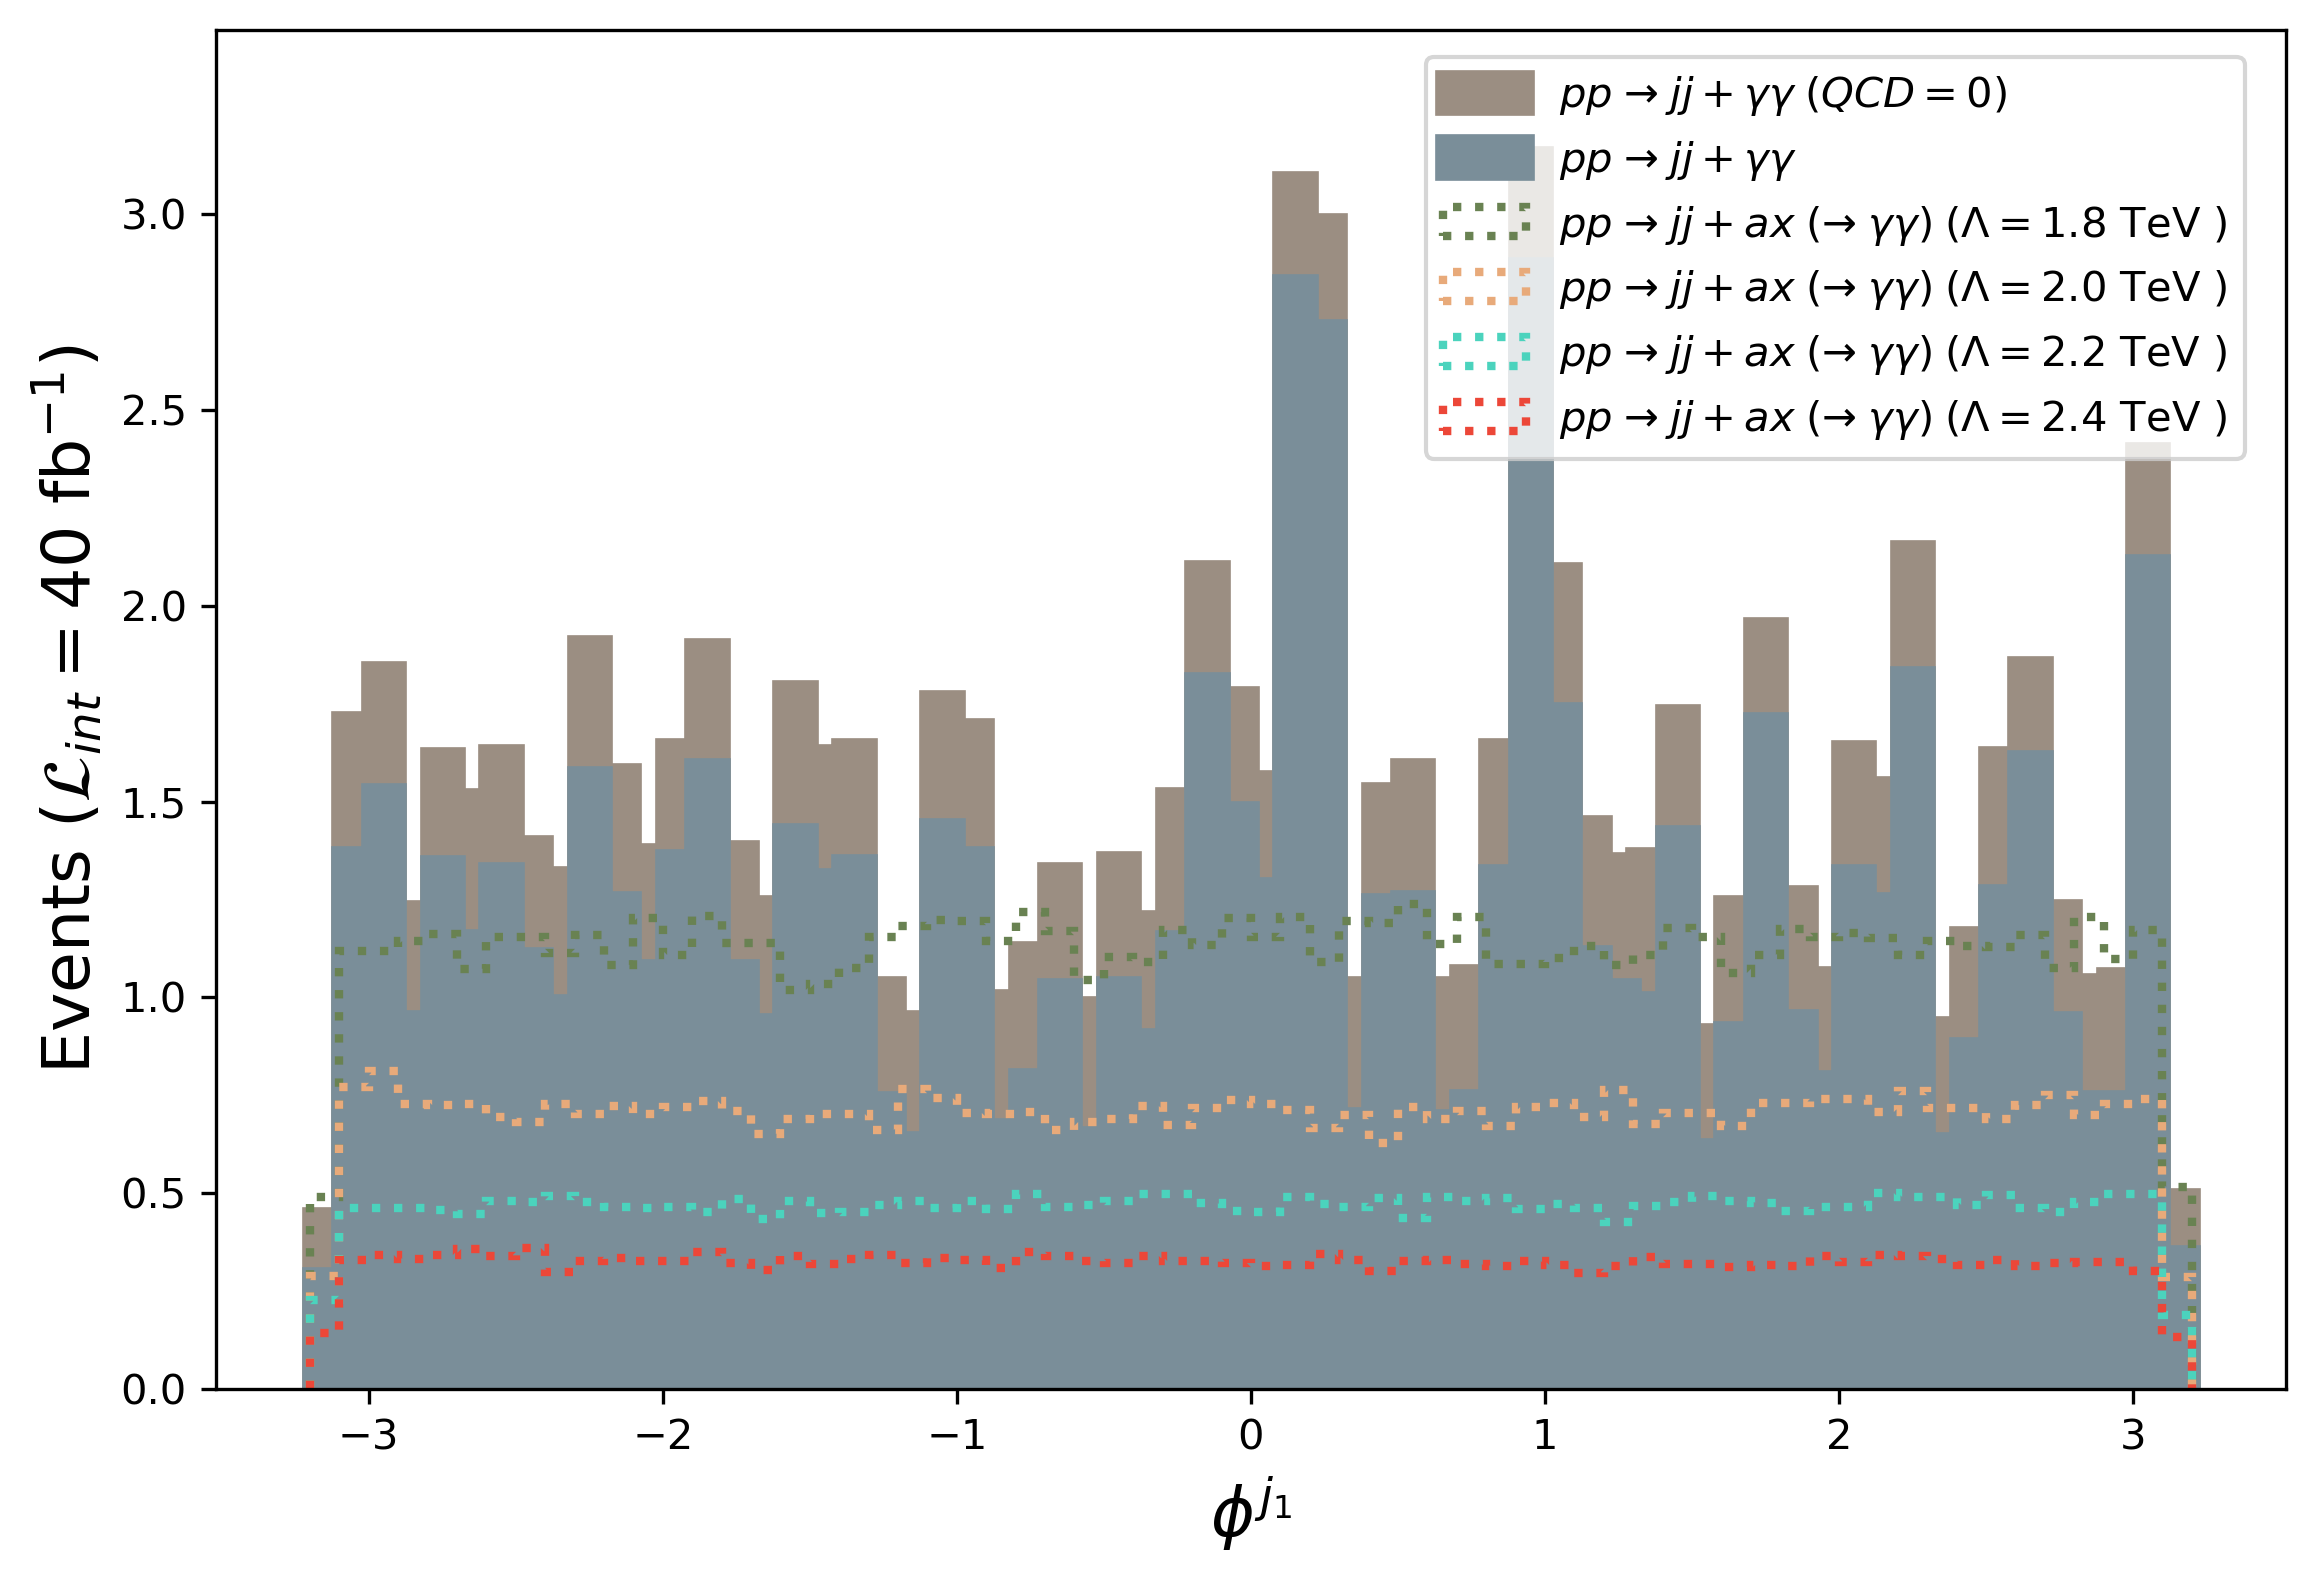 pp → jj + γγ (QCD = 0)
pp → jj + γγ
pp → jj + ax (→ γγ) (Λ = 1.8 TeV )
pp → jj + ax (→ γγ) (Λ = 2.0 TeV )
pp → jj + ax (→ γγ) (Λ = 2.2 TeV )
pp → jj + ax (→ γγ) (Λ = 2.4 TeV )
Events (ℒ_int = 40 fb⁻¹)
3.0
2.5
2.0
1.5
1.0
0.5
0.0
−3 −2 −1 0 1 2 3
ϕ^{j_1}